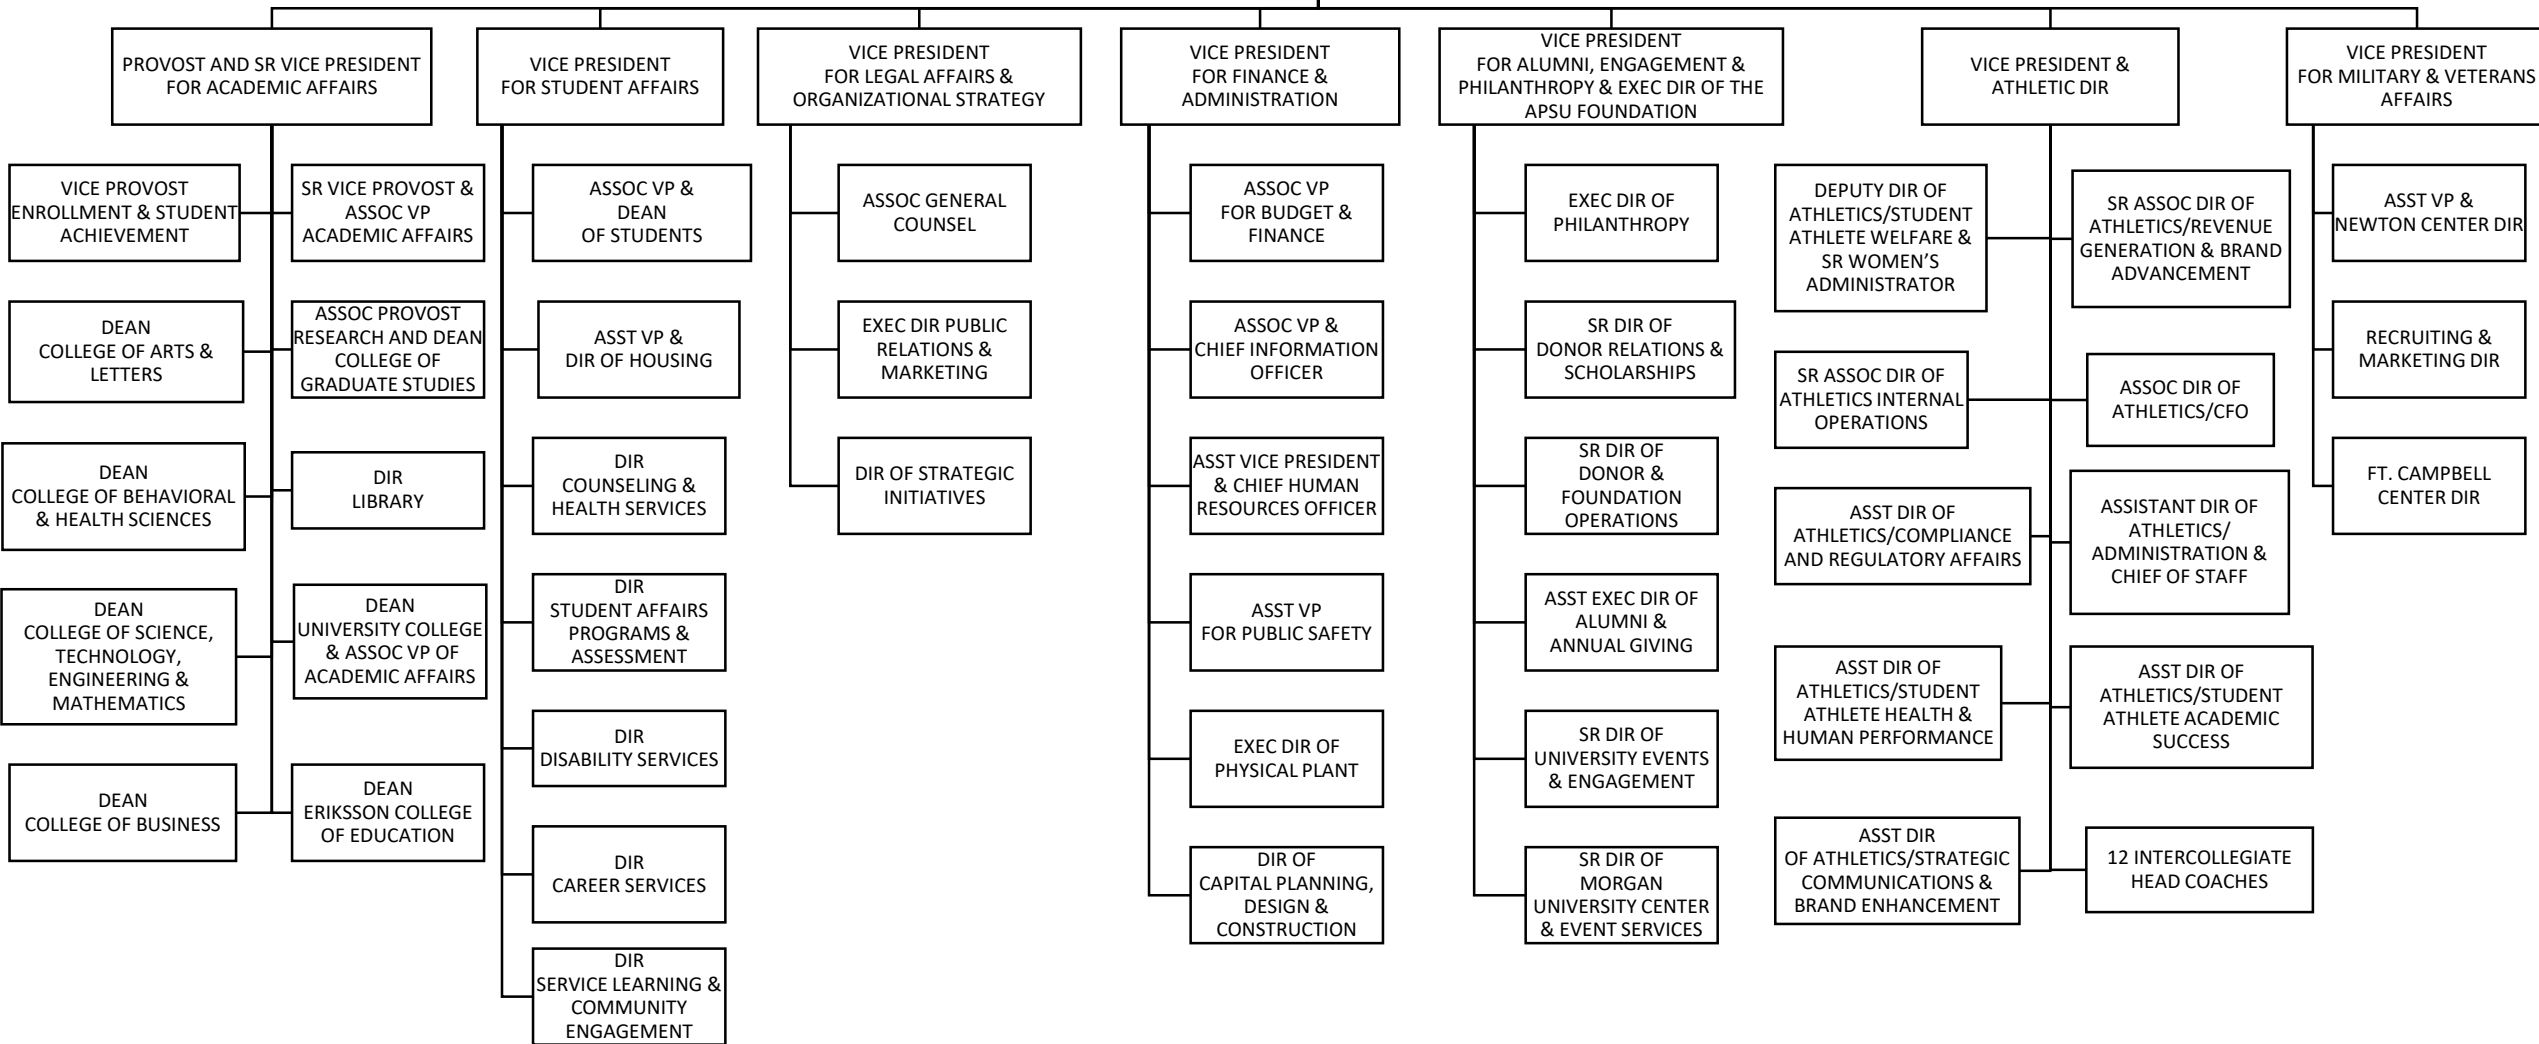 PROVOST AND SR VICE PRESIDENT
FOR ACADEMIC AFFAIRS
VICE PRESIDENT
FOR STUDENT AFFAIRS
VICE PRESIDENT
FOR LEGAL AFFAIRS &
ORGANIZATIONAL STRATEGY
VICE PRESIDENT
FOR FINANCE &
ADMINISTRATION
VICE PRESIDENT
FOR ALUMNI, ENGAGEMENT &
PHILANTHROPY & EXEC DIR OF THE
APSU FOUNDATION
VICE PRESIDENT &
ATHLETIC DIR
VICE PRESIDENT
FOR MILITARY & VETERANS
AFFAIRS
VICE PROVOST
ENROLLMENT & STUDENT
ACHIEVEMENT
SR VICE PROVOST &
ASSOC VP
ACADEMIC AFFAIRS
DEAN
COLLEGE OF ARTS &
LETTERS
ASSOC PROVOST
RESEARCH AND DEAN
COLLEGE OF
GRADUATE STUDIES
DEAN
COLLEGE OF BEHAVIORAL
& HEALTH SCIENCES
DIR
LIBRARY
DEAN
COLLEGE OF SCIENCE,
TECHNOLOGY,
ENGINEERING &
MATHEMATICS
DEAN
UNIVERSITY COLLEGE
& ASSOC VP OF
ACADEMIC AFFAIRS
DEAN
COLLEGE OF BUSINESS
DEAN
ERIKSSON COLLEGE
OF EDUCATION
ASSOC VP &
DEAN
OF STUDENTS
ASST VP &
DIR OF HOUSING
DIR
COUNSELING &
HEALTH SERVICES
DIR
STUDENT AFFAIRS
PROGRAMS &
ASSESSMENT
DIR
DISABILITY SERVICES
DIR
CAREER SERVICES
DIR
SERVICE LEARNING &
COMMUNITY
ENGAGEMENT
ASSOC GENERAL
COUNSEL
EXEC DIR PUBLIC
RELATIONS &
MARKETING
DIR OF STRATEGIC
INITIATIVES
ASSOC VP
FOR BUDGET &
FINANCE
ASSOC VP &
CHIEF INFORMATION
OFFICER
ASST VICE PRESIDENT
& CHIEF HUMAN
RESOURCES OFFICER
ASST VP
FOR PUBLIC SAFETY
EXEC DIR OF
PHYSICAL PLANT
DIR OF
CAPITAL PLANNING,
DESIGN &
CONSTRUCTION
EXEC DIR OF
PHILANTHROPY
SR DIR OF
DONOR RELATIONS &
SCHOLARSHIPS
SR DIR OF
DONOR &
FOUNDATION
OPERATIONS
ASST EXEC DIR OF
ALUMNI &
ANNUAL GIVING
SR DIR OF
UNIVERSITY EVENTS
& ENGAGEMENT
SR DIR OF
MORGAN
UNIVERSITY CENTER
& EVENT SERVICES
DEPUTY DIR OF
ATHLETICS/STUDENT
ATHLETE WELFARE &
SR WOMEN’S
ADMINISTRATOR
SR ASSOC DIR OF
ATHLETICS/REVENUE
GENERATION & BRAND
ADVANCEMENT
SR ASSOC DIR OF
ATHLETICS INTERNAL
OPERATIONS
ASSOC DIR OF
ATHLETICS/CFO
ASST DIR OF
ATHLETICS/COMPLIANCE
AND REGULATORY AFFAIRS
ASSISTANT DIR OF
ATHLETICS/
ADMINISTRATION &
CHIEF OF STAFF
ASST DIR OF
ATHLETICS/STUDENT
ATHLETE HEALTH &
HUMAN PERFORMANCE
ASST DIR OF
ATHLETICS/STUDENT
ATHLETE ACADEMIC
SUCCESS
ASST DIR
OF ATHLETICS/STRATEGIC
COMMUNICATIONS &
BRAND ENHANCEMENT
12 INTERCOLLEGIATE
HEAD COACHES
ASST VP &
NEWTON CENTER DIR
RECRUITING &
MARKETING DIR
FT. CAMPBELL
CENTER DIR